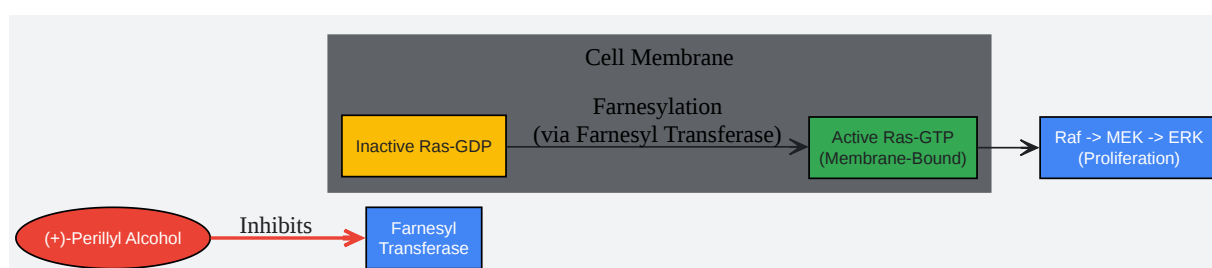 Cell Membrane
Farnesylation
(via Farnesyl Transferase)
Inactive Ras-GDP
Active Ras-GTP
(Membrane-Bound)
Raf -> MEK -> ERK
(Proliferation)
(+)-Perillyl Alcohol
Inhibits
Farnesyl
Transferase